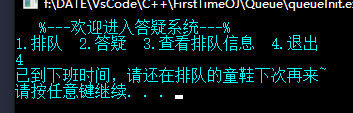 f:\DATE\VsCode\C++\FirstTimeOJ\Queue\queueInit.ex
%---欢迎进入答疑系统---%
1.排队 2.答疑 3.查看排队信息 4.退出
4
已到下班时间，请还在排队的童鞋下次再来~
请按任意键继续. . .